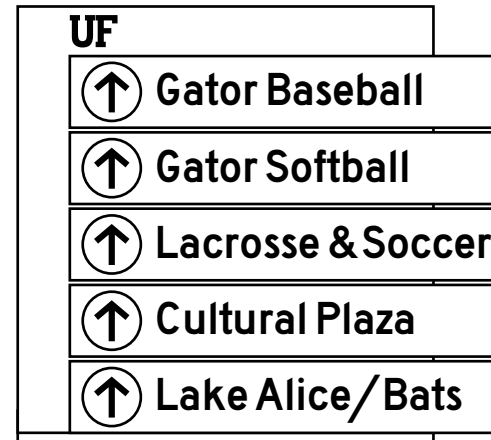 UF
Gator Baseball
Gator Softball
Lacrosse & Soccer
Cultural Plaza
Lake Alice/Bats